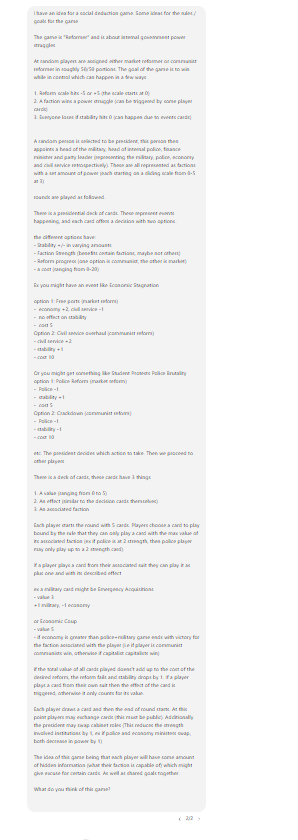 I have an idea for a social deduction game. Some ideas for the rules /
goals for the game
The game is "Reformer" and is about internal government power
struggles
At random players are assigned either market reformer or communist
reformer in roughly 50/50 portions. The goal of the game is to win
while in control which can happen in a few ways
1. Reform scale hits -5 or +5 (the scale starts at 0)
2. A faction wins a power struggle (can be triggered by some player
cards)
3. Everyone loses if stability hits 0 (can happen due to events cards)
A random person is selected to be president, this person then
appoints a head of the military, head of internal police, finance
minister and party leader (representing the military, police, economy
and civil service retrospectively) These are all represented as factions
with a set amount of power (each starting on a sliding scale from 0-5
at 3)
rounds are played as followed
There is a presidential deck of cards. These represent events
happening, and each card offers a decision with two options
the different options have:
- Stability +/- in varying amounts
- Faction Strength (benefits certain factions, maybe not others)
- Reform progress (one option is communist, the other is market)
- a cost (ranging from 0-20)
Ex you might have an event like Economic Stagnation
option 1: Free ports (market reform)
- economy +2, civil service -1
- no effect on stability
- cost 5
Option 2: Civil service overhaul (communist reform)
- civil service +2
- stability +1
- cost 10
Or you might get something like Student Protests Police Brutality
option 1: Police Reform (market reform)
- Police -1
- stability +1
- cost 5
Option 2: Crackdown (communist reform)
- Police -1
- stability -1
- cost 10
etc. The president decides which action to take. Then we proceed to
other players
There is a deck of cards, these cards have 3 things
1. A value (ranging from 0 to 5)
2. An effect (similar to the decision cards themselves)
3. An associated faction
Each player starts the round with 5 cards. Players choose a card to play
bound by the rule that they can only play a card with the max value of
its associated faction (ex if police is at 2 strength, then police player
may only play up to a 2 strength card).
If a player plays a card from their associated suit they can play it as
plus one and with its described effect
ex a military card might be Emergency Acquisitions
- value 3
+1 military, -1 economy
or Economic Coup
- value 5
- if economy is greater than police+military game ends with victory for
the faction associated with the player (i.e if player is communist
communists win, otherwise if capitalist capitalists win)
if the total value of all cards played doesn't add up to the cost of the
desired reform, the reform fails and stability drops by 1. If a player
plays a card from their own suit then the effect of the card is
triggered, otherwise it only counts for its value.
Each player draws a card and then the end of round starts. At this
point players may exchange cards (this must be public). Additionally
the president may swap cabinet roles (This reduces the strength
involved institutions by 1, ex if police and economy ministers swap,
both decrease in power by 1)
The idea of this game being that each player will have some amount
of hidden information (what their faction is capable of) which might
give excuse for certain cards. As well as shared goals together
What do you think of this game?
2/2